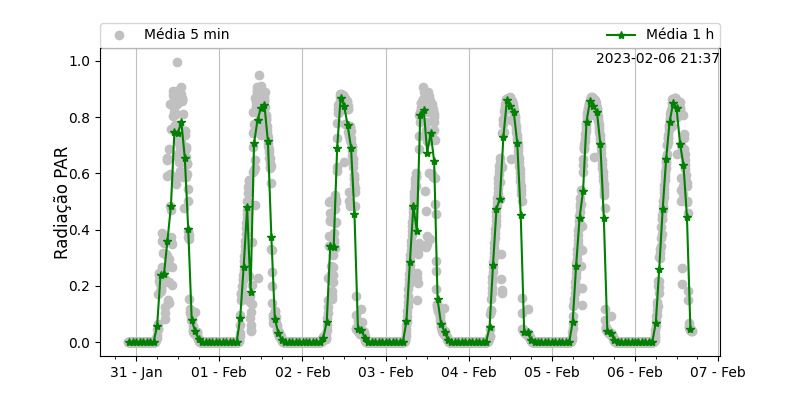 Média 5 min
Média 1 h
2023-02-06 21:37
Radiação PAR
1.0
0.8
0.6
0.4
0.2
0.0
31 - Jan
01 - Feb
02 - Feb
03 - Feb
04 - Feb
05 - Feb
06 - Feb
07 - Feb